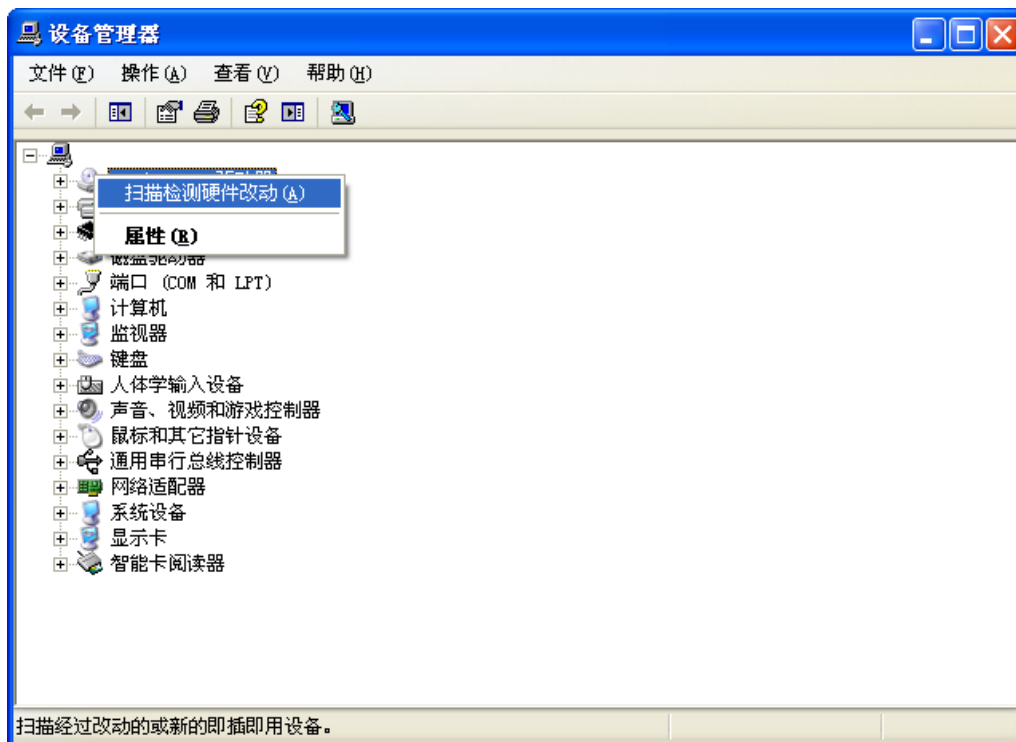 设备管理器
文件(F) 操作(A) 查看(V) 帮助(H)
扫描检测硬件改动(A)
属性(R)
磁盘驱动器
端口 (COM 和 LPT)
计算机
监视器
键盘
人体学输入设备
声音、视频和游戏控制器
鼠标和其它指针设备
通用串行总线控制器
网络适配器
系统设备
显示卡
智能卡阅读器
扫描经过改动的或新的即插即用设备。